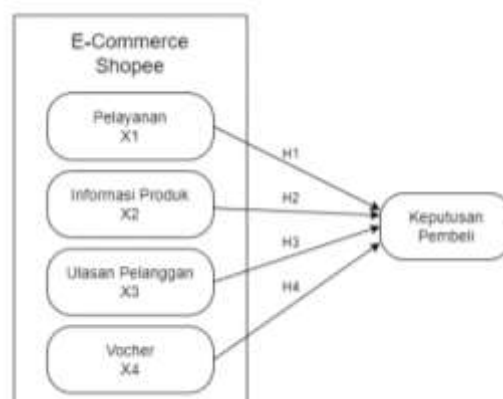 E-Commerce
Shopee
Pelayanan
X1
Informasi Produk
X2
Ulasan Pelanggan
X3
Vocher
X4
H1
H2
H3
H4
Keputusan
Pembeli